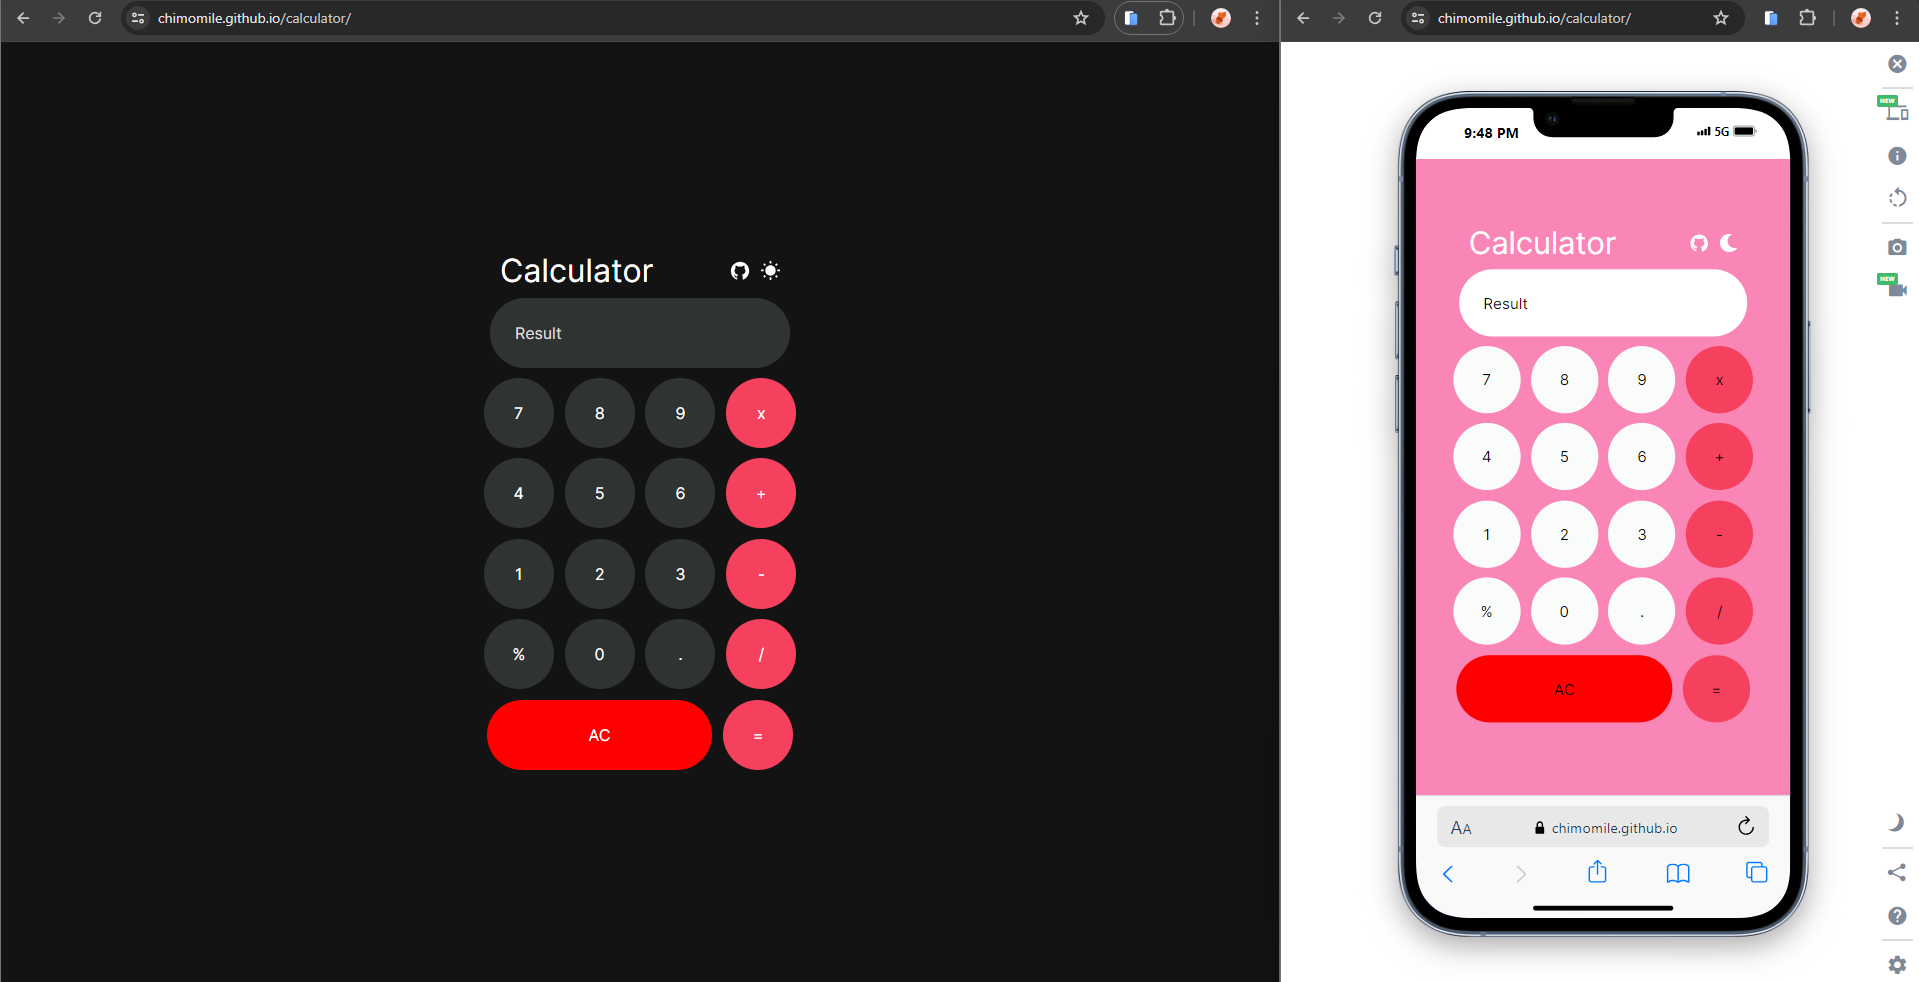 chimomile.github.io/calculator/
Calculator
Result
7 8 9 x
4 5 6 +
1 2 3 -
% 0 . /
AC =
chimomile.github.io/calculator/
NEW
NEW
9:48 PM 5G
Calculator
Result
7 8 9 x
4 5 6 +
1 2 3 -
% 0 . /
AC =
AA chimomile.github.io